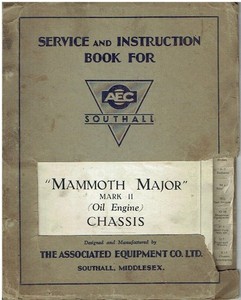 SERVICE AND INSTRUCTION
BOOK FOR
AEC
SOUTHALL
"MAMMOTH MAJOR"
MARK II
(Oil Engine)
CHASSIS
Designed and Manufactured by
THE ASSOCIATED EQUIPMENT CO. LTD.
SOUTHALL, MIDDLESEX.